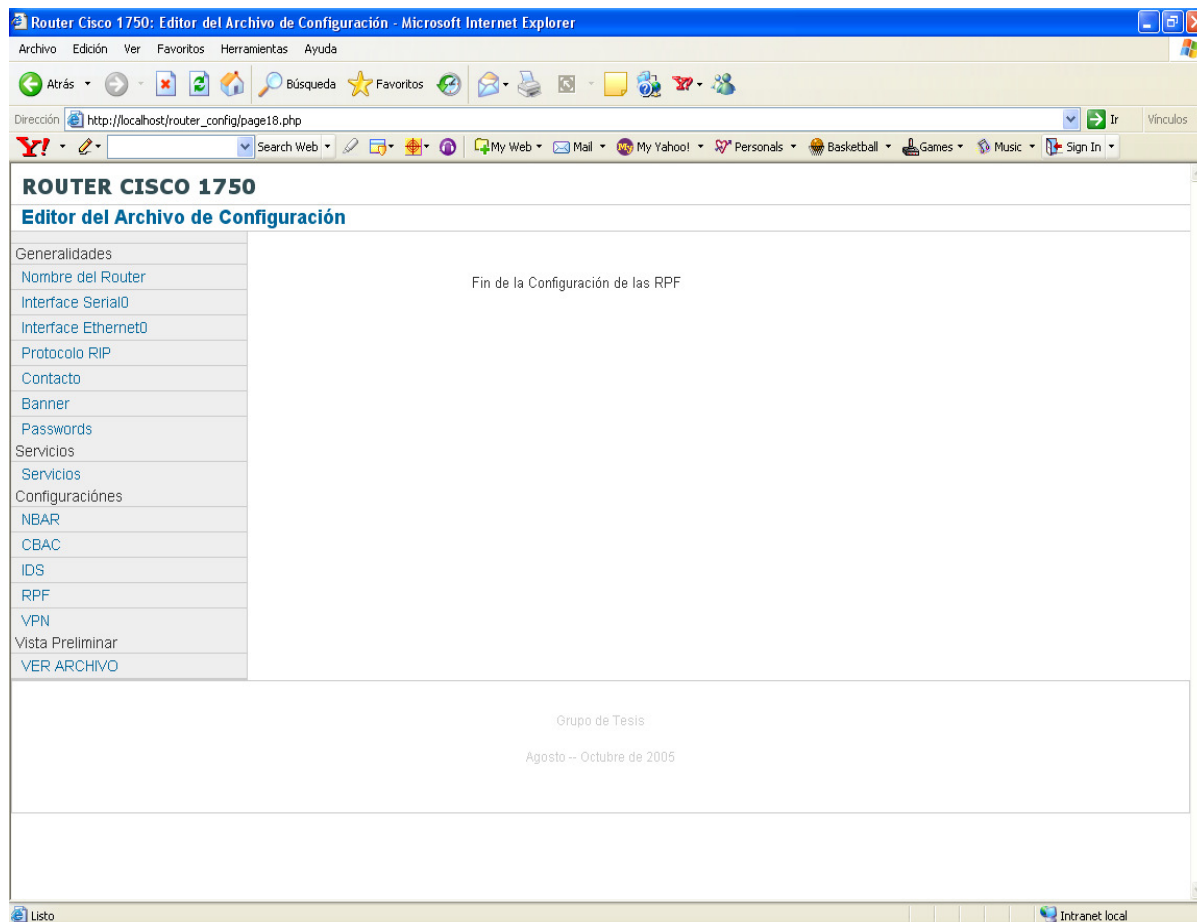 Router Cisco 1750: Editor del Archivo de Configuración - Microsoft Internet Explorer
Archivo Edición Ver Favoritos Herramientas Ayuda
Atrás Búsqueda Favoritos
Dirección http://localhost/router_config/page18.php Ir Vínculos
Y! Search Web My Web Mail My Yahoo! Personals Basketball Games Music Sign In
ROUTER CISCO 1750
Editor del Archivo de Configuración
Generalidades
Nombre del Router
Interface Serial0
Interface Ethernet0
Protocolo RIP
Contacto
Banner
Passwords
Servicios
Servicios
Configuraciónes
NBAR
CBAC
IDS
RPF
VPN
Vista Preliminar
VER ARCHIVO
Fin de la Configuración de las RPF
Grupo de Tesis
Agosto -- Octubre de 2005
Listo Intranet local